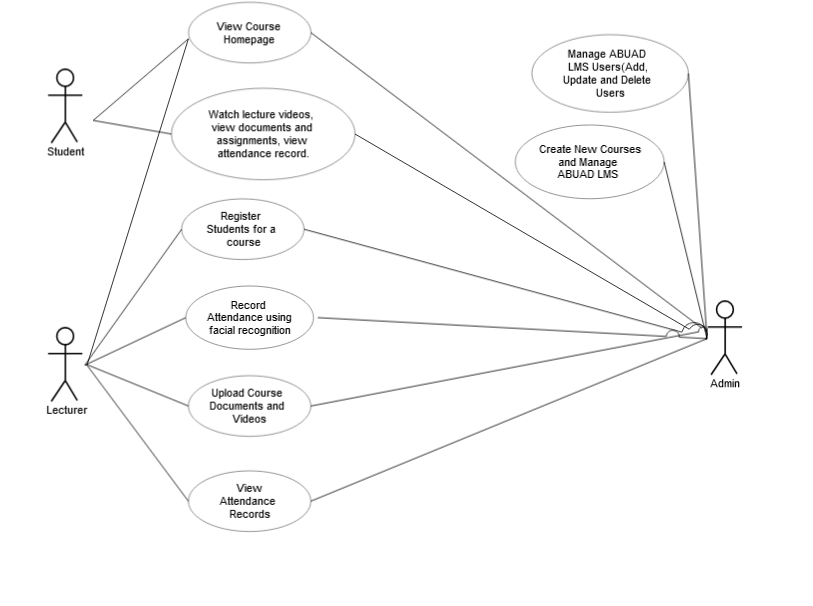 View Course
Homepage
Manage ABUAD
LMS Users(Add,
Update and Delete
Users
Watch lecture videos,
view documents and
assignments, view
attendance record.
Student
Create New Courses
and Manage
ABUAD LMS
Register
Students for a
course
Record
Attendance using
facial recognition
Lecturer
Admin
Upload Course
Documents and
Videos
View
Attendance
Records